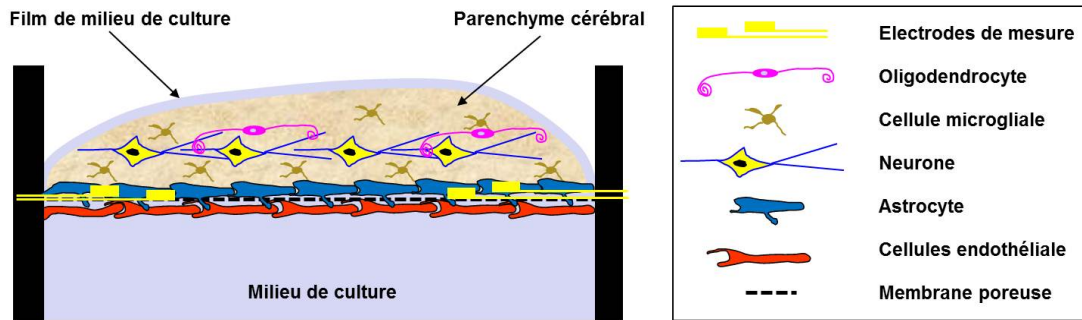 Film de milieu de culture
Parenchyme cérébral
Milieu de culture
Electrodes de mesure
Oligodendrocyte
Cellule microgliale
Neurone
Astrocyte
Cellules endothéliale
Membrane poreuse